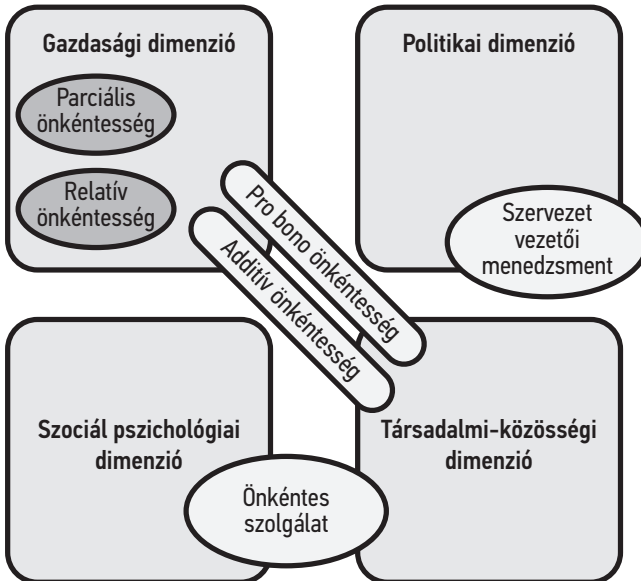 Gazdasági dimenzió
Parciális
önkéntesség
Relatív
önkéntesség
Politikai dimenzió
Szervezet
vezetői
menedzsment
Pro bono önkéntesség
Additív önkéntesség
Szociál pszichológiai
dimenzió
Társadalmi-közösségi
dimenzió
Önkéntes
szolgálat